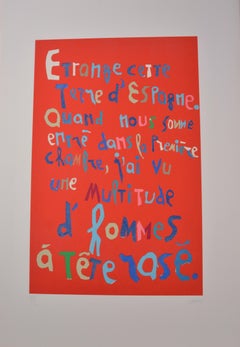 Etrange cette
Terre d'Espagne.
Quand nous somme
entré dans la première
chambre, j'ai vu
une Multitude
d'hommes
á tête rasé.